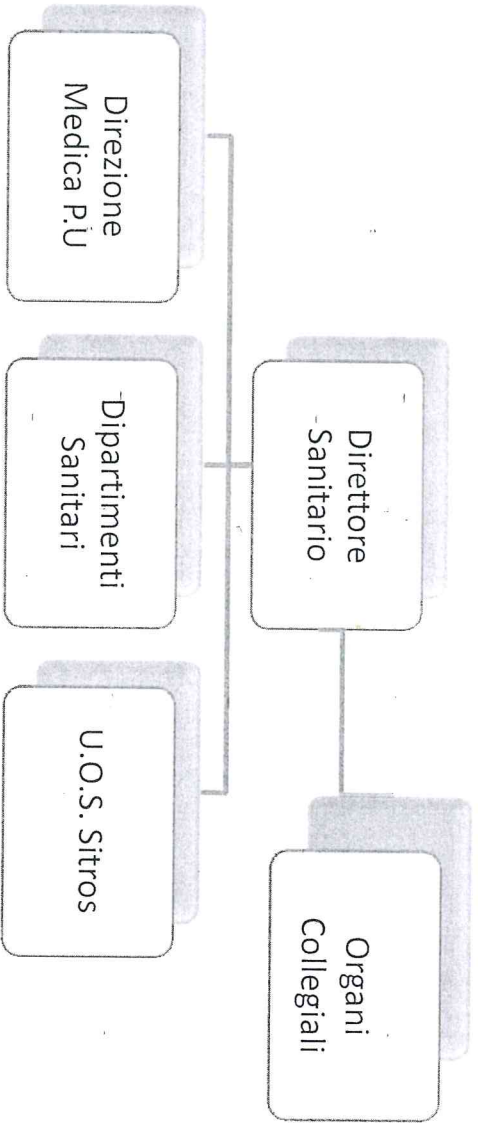 Direttore
Sanitario
Organi
Collegiali
Direzione
Medica P.U
Dipartimenti
Sanitari
U.O.S. Sitros